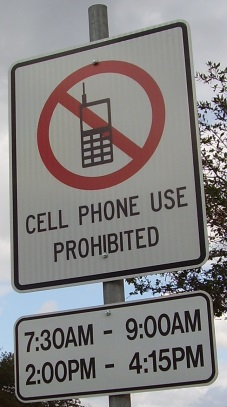 CELL PHONE USE
PROHIBITED
7:30AM - 9:00AM
2:00PM - 4:15PM